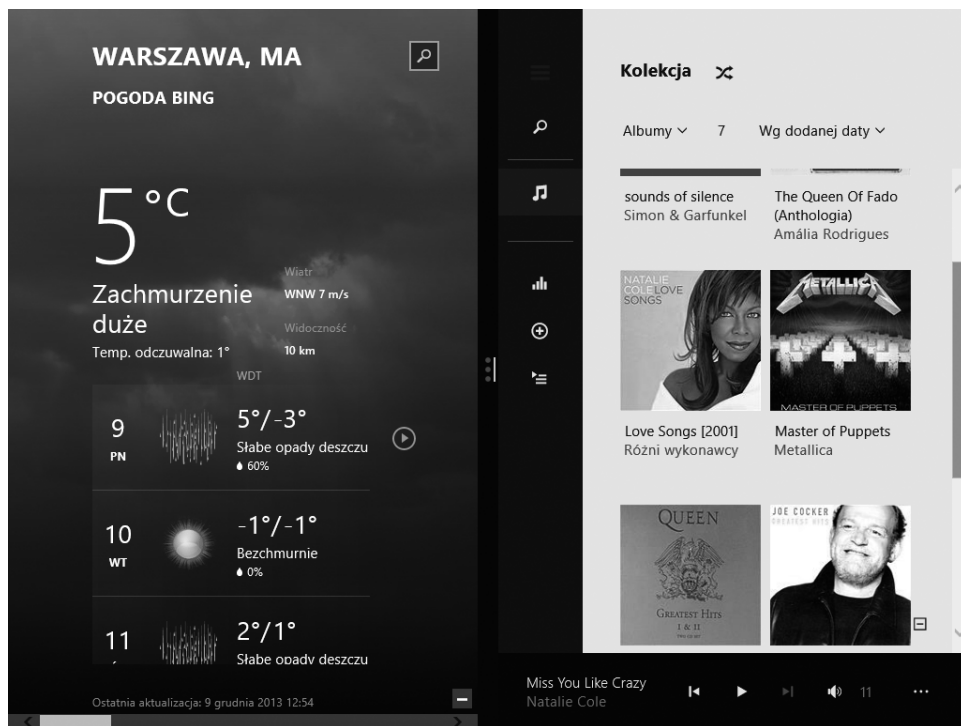 WARSZAWA, MA
POGODA BING
5°C
Zachmurzenie
duże
Temp. odczuwalna: 1°
Wiatr
WNW 7 m/s
Widoczność
10 km
WDT
9
PN
5°/-3°
Słabe opady deszczu
60%
10
WT
-1°/-1°
Bezchmurnie
0%
11
2°/1°
Słabe opady deszczu
Ostatnia aktualizacja: 9 grudnia 2013 12:54
Kolekcja
Albumy 7 Wg dodanej daty
sounds of silence
Simon & Garfunkel
The Queen Of Fado
(Anthologia)
Amália Rodrigues
NATALIE
COLE LOVE
SONGS
Love Songs [2001]
Różni wykonawcy
METALLICA
MASTER OF PUPPETS
Master of Puppets
Metallica
QUEEN
GREATEST HITS
I & II
JOE COCKER
GREATEST HITS
Miss You Like Crazy
Natalie Cole
11